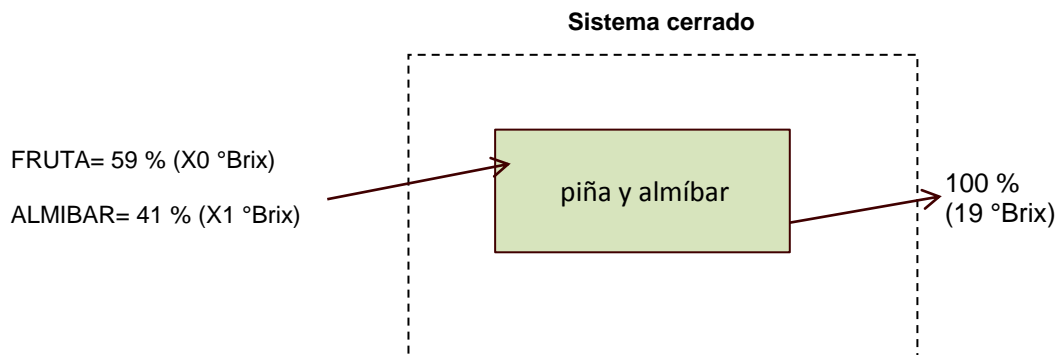 Sistema cerrado
FRUTA= 59 % (X0 °Brix)
ALMIBAR= 41 % (X1 °Brix)
piña y almíbar
100 %
(19 °Brix)